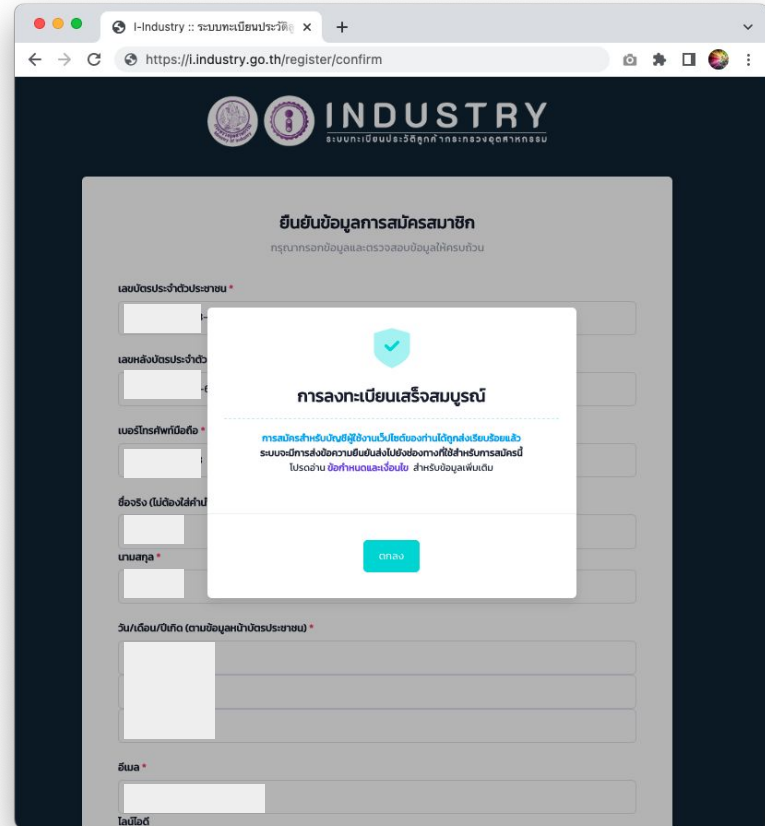 I-Industry :: ระบบทะเบียนประวัติ
https://i.industry.go.th/register/confirm
INDUSTRY
ระบบทะเบียนประวัติลูกค้ากระทรวงอุตสาหกรรม
ยืนยันข้อมูลการสมัครสมาชิก
กรุณากรอกข้อมูลและตรวจสอบข้อมูลให้ครบถ้วน
เลขบัตรประจำตัวประชาชน *
เลขหลังบัตรประจำตัว
เบอร์โทรศัพท์มือถือ *
ชื่อจริง (ไม่ต้องใส่คำนำ
นามสกุล *
วัน/เดือน/ปีเกิด (ตามข้อมูลหน้าบัตรประชาชน) *
อีเมล *
ไลน์ไอดี
การลงทะเบียนเสร็จสมบูรณ์
การสมัครสำหรับบัญชีผู้ใช้งานเว็ปไซต์ของท่านได้ถูกส่งเรียบร้อยแล้ว
ระบบจะมีการส่งข้อความยืนยันส่งไปยังช่องทางที่ใช้สำหรับการสมัครนี้
โปรดอ่าน ข้อกำหนดและเงื่อนไข สำหรับข้อมูลเพิ่มเติม
ตกลง